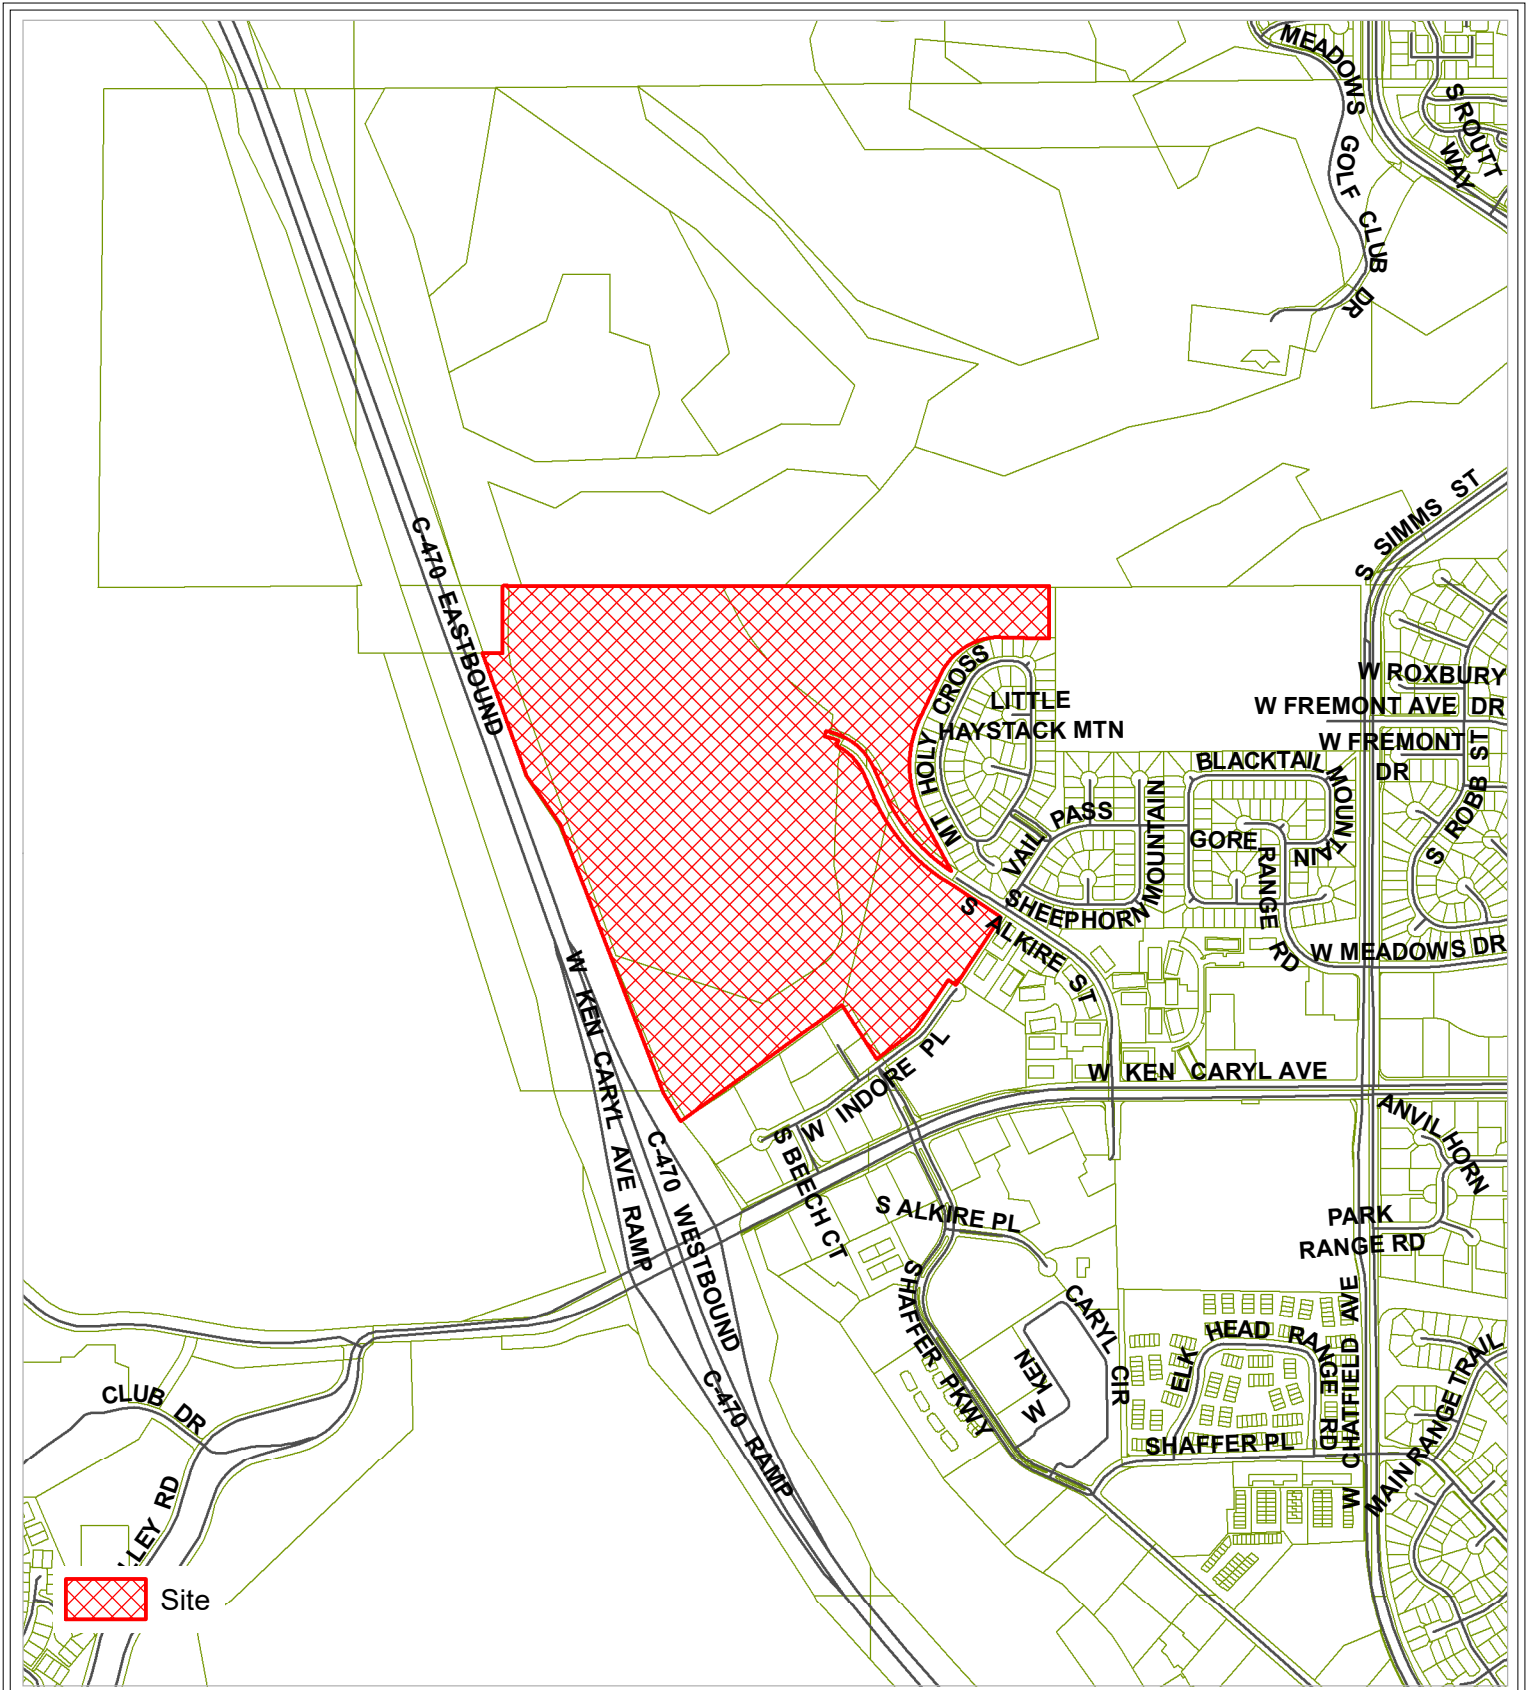 MEADOWS GOLF CLUB DR
S ROUTT
WAY
S SIMMS ST
C-470 EASTBOUND
W ROXBURY
DR
W FREMONT AVE
W FREMONT
DR
S ROBB ST
MT HOLY CROSS
LITTLE
HAYSTACK MTN
BLACKTAIL
MOUNTAIN
VAIL PASS
GORE
RANGE RD
SHEEPHORN
MOUNTAIN
S ALKIRE ST
W MEADOWS DR
W KEN CARYL AVE RAMP
W INDORE PL
W KEN CARYL AVE
S BEECH CT
C-470 WESTBOUND
ANVIL HORN
S ALKIRE PL
PARK
RANGE RD
SHAFFER PKWY
W KEN
CARYL CIR
ELK HEAD RANGE RD
W CHATFIELD AVE
MAIN RANGE TRAIL
SHAFFER PL
C-470 RAMP
CLUB DR
LLEY RD
Site